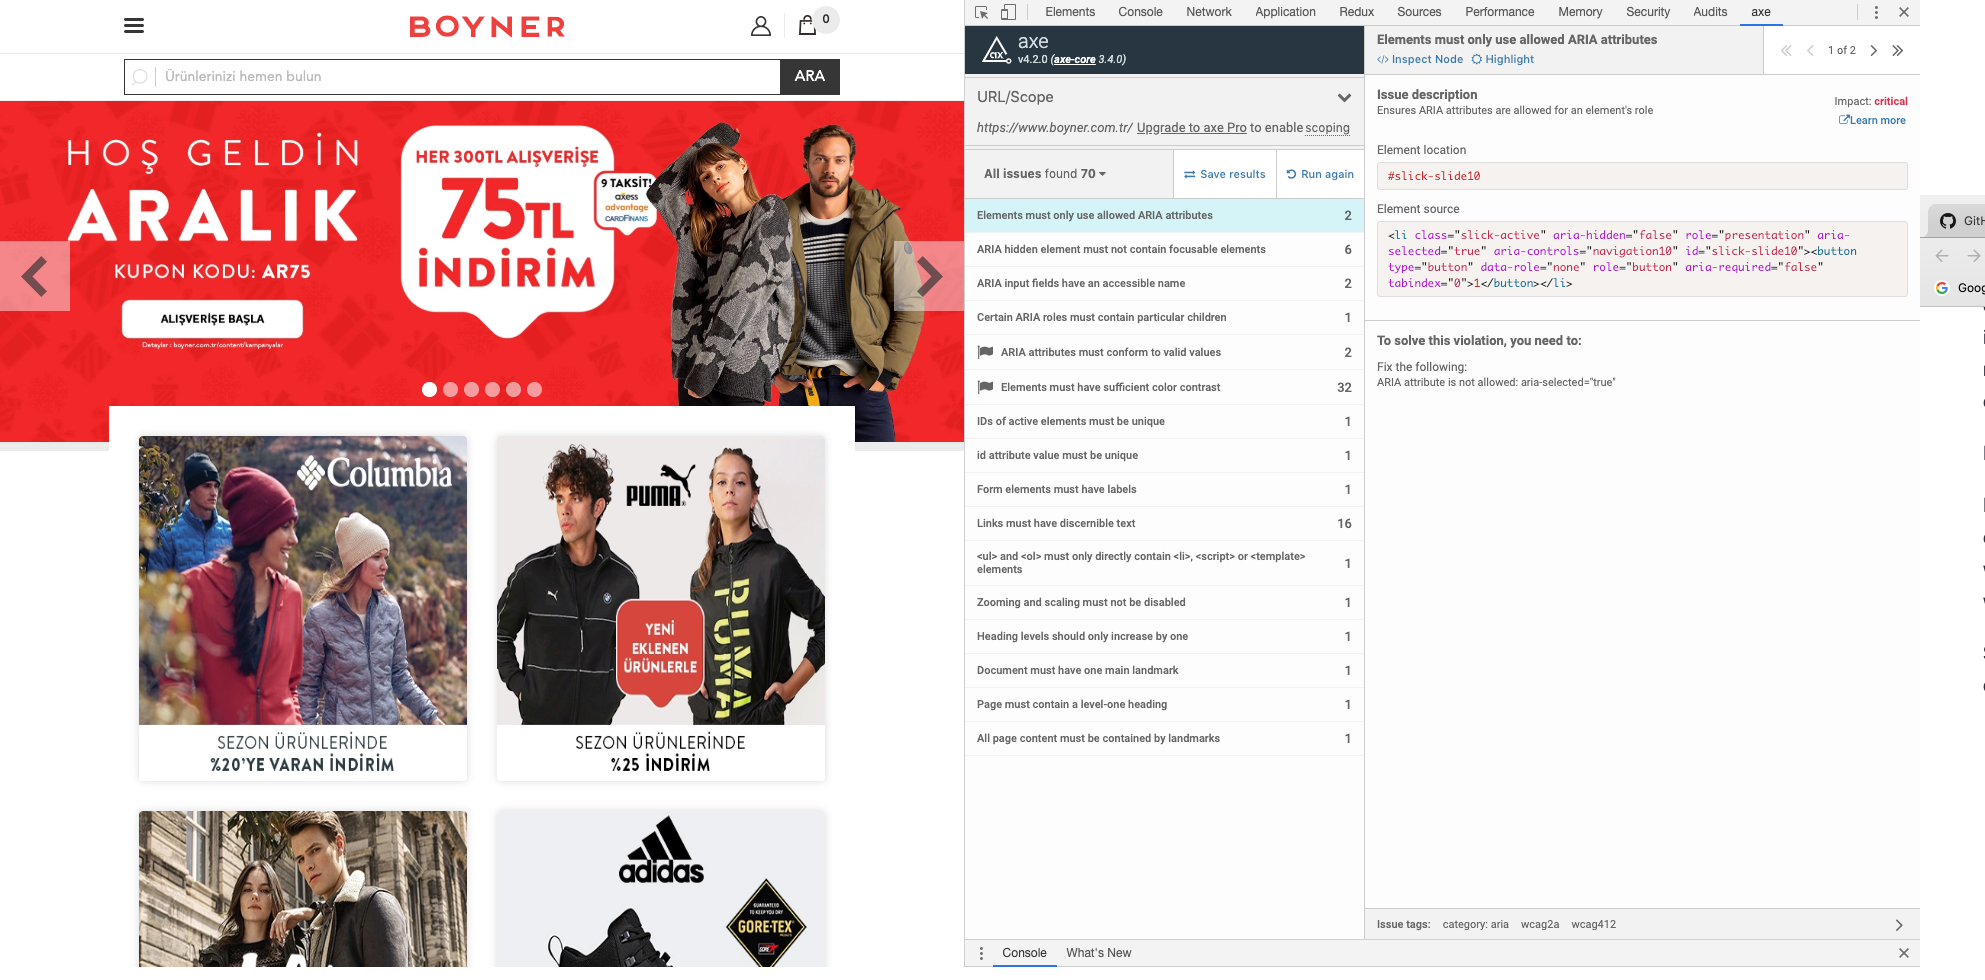 BOYNER
0
Ürünlerinizi hemen bulun
ARA
HOŞ GELDİN
ARALIK
KUPON KODU: AR75
ALIŞVERİŞE BAŞLA
Detaylar : boyner.com.tr/content/kampanyalar
HER 300TL ALIŞVERİŞE
75TL
İNDİRİM
9 TAKSİT!
axess
advantage
CARDFINANS
Columbia
SEZON ÜRÜNLERİNDE
%20'YE VARAN İNDİRİM
PUMA
PUMA
YENİ
EKLENEN
ÜRÜNLERLE
SEZON ÜRÜNLERİNDE
%25 İNDİRİM
adidas
GUARANTEED
TO KEEP YOU DRY
GORE-TEX
Elements
Console
Network
Application
Redux
Sources
Performance
Memory
Security
Audits
axe
axe
v4.2.0 (axe-core 3.4.0)
URL/Scope
https://www.boyner.com.tr/ Upgrade to axe Pro to enable scoping
All issues found 70
Save results
Run again
Elements must only use allowed ARIA attributes 2
ARIA hidden element must not contain focusable elements 6
ARIA input fields have an accessible name 2
Certain ARIA roles must contain particular children 1
ARIA attributes must conform to valid values 2
Elements must have sufficient color contrast 32
IDs of active elements must be unique 1
id attribute value must be unique 1
Form elements must have labels 1
Links must have discernible text 16
<ul> and <ol> must only directly contain <li>, <script> or <template>
elements 1
Zooming and scaling must not be disabled 1
Heading levels should only increase by one 1
Document must have one main landmark 1
Page must contain a level-one heading 1
All page content must be contained by landmarks 1
Elements must only use allowed ARIA attributes
</> Inspect Node Highlight
1 of 2
Issue description
Ensures ARIA attributes are allowed for an element's role
Impact: critical
Learn more
Element location
#slick-slide10
Element source
<li class="slick-active" aria-hidden="false" role="presentation" aria-
selected="true" aria-controls="navigation10" id="slick-slide10"><button
type="button" data-role="none" role="button" aria-required="false"
tabindex="0">1</button></li>
To solve this violation, you need to:
Fix the following:
ARIA attribute is not allowed: aria-selected="true"
Issue tags: category: aria wcag2a wcag412
Console
What's New
GitH
Goog